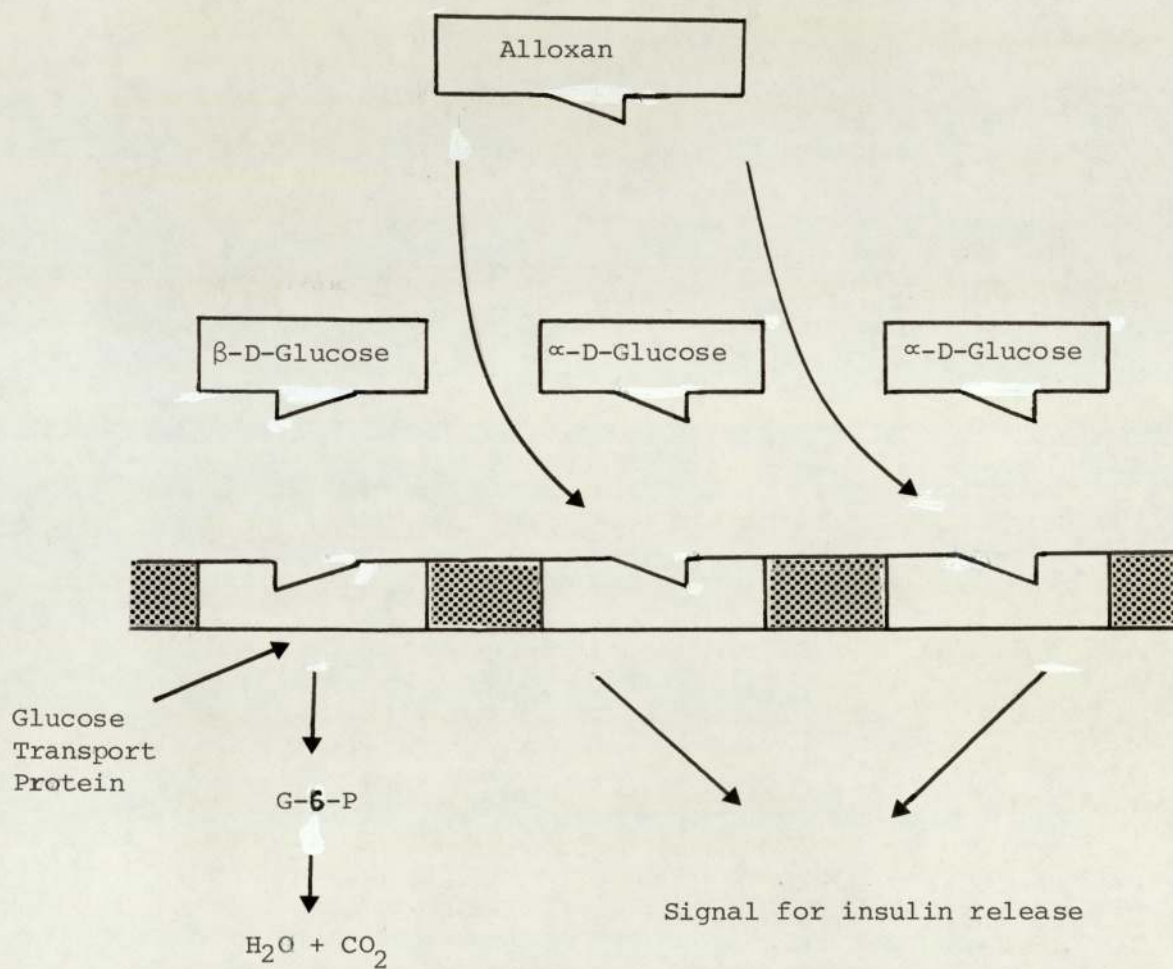 Alloxan
β-D-Glucose
∝-D-Glucose
∝-D-Glucose
Glucose
Transport
Protein
G-6-P
H₂O + CO₂
Signal for insulin release